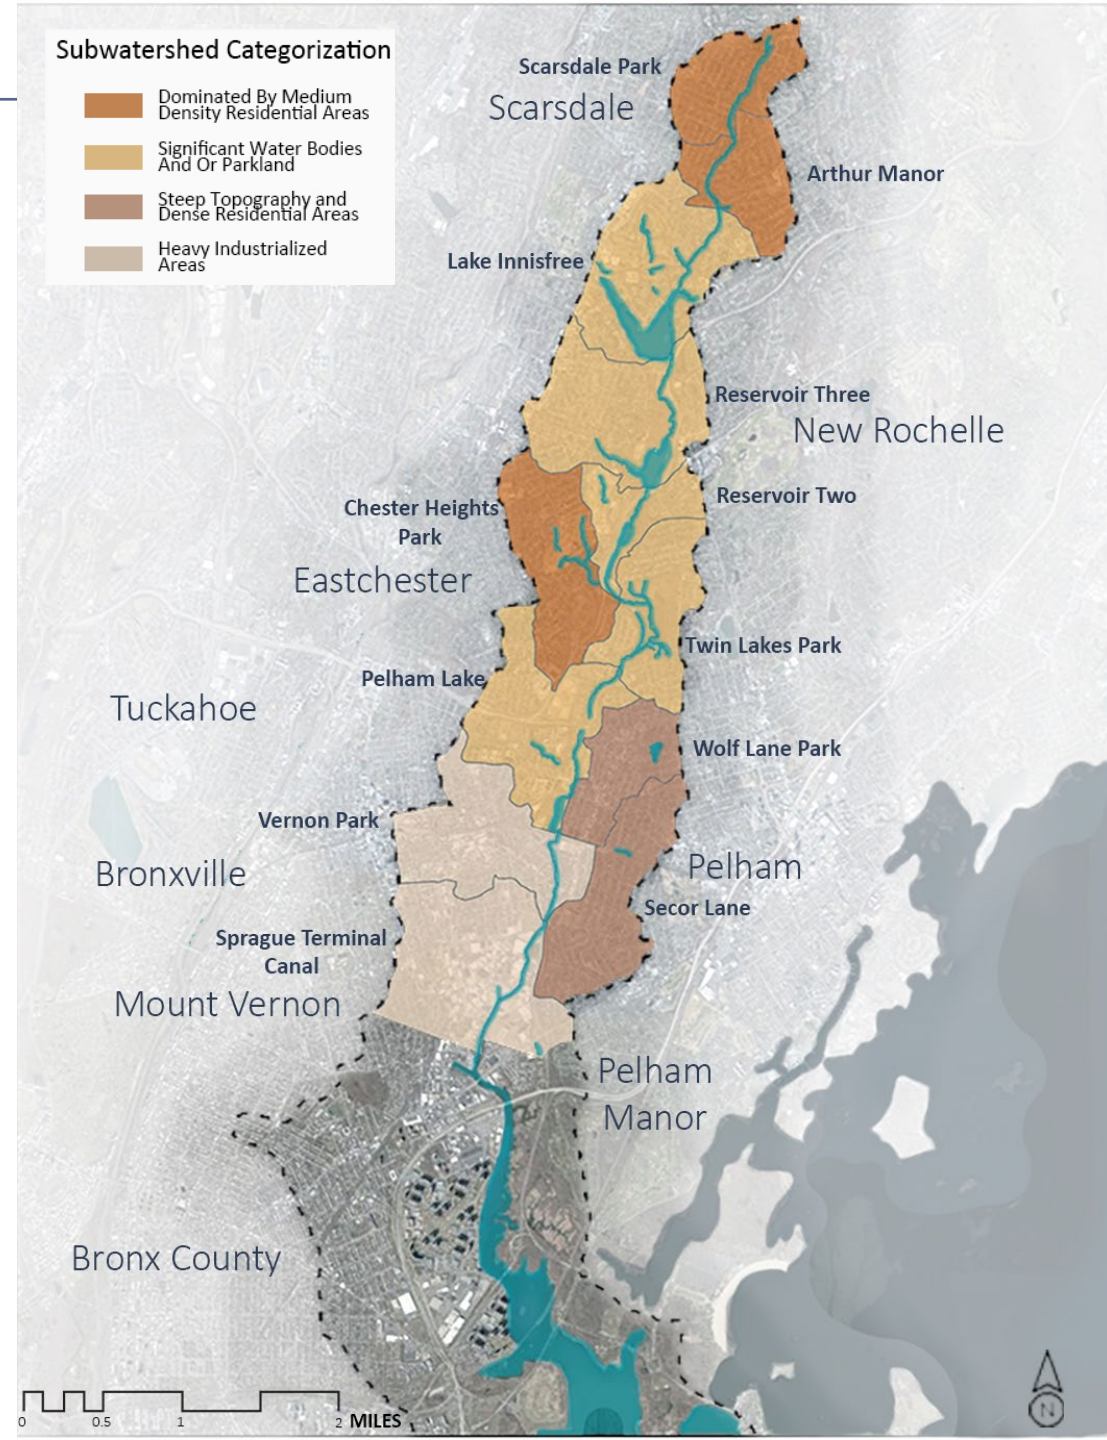 Subwatershed Categorization
Dominated By Medium
Density Residential Areas
Significant Water Bodies
And Or Parkland
Steep Topography and
Dense Residential Areas
Heavy Industrialized
Areas
Scarsdale Park
Scarsdale
Arthur Manor
Lake Innisfree
Reservoir Three
New Rochelle
Reservoir Two
Chester Heights
Park
Eastchester
Twin Lakes Park
Pelham Lake
Tuckahoe
Wolf Lane Park
Vernon Park
Bronxville
Pelham
Secor Lane
Sprague Terminal
Canal
Mount Vernon
Pelham
Manor
Bronx County
0 0.5 1 2 MILES
N